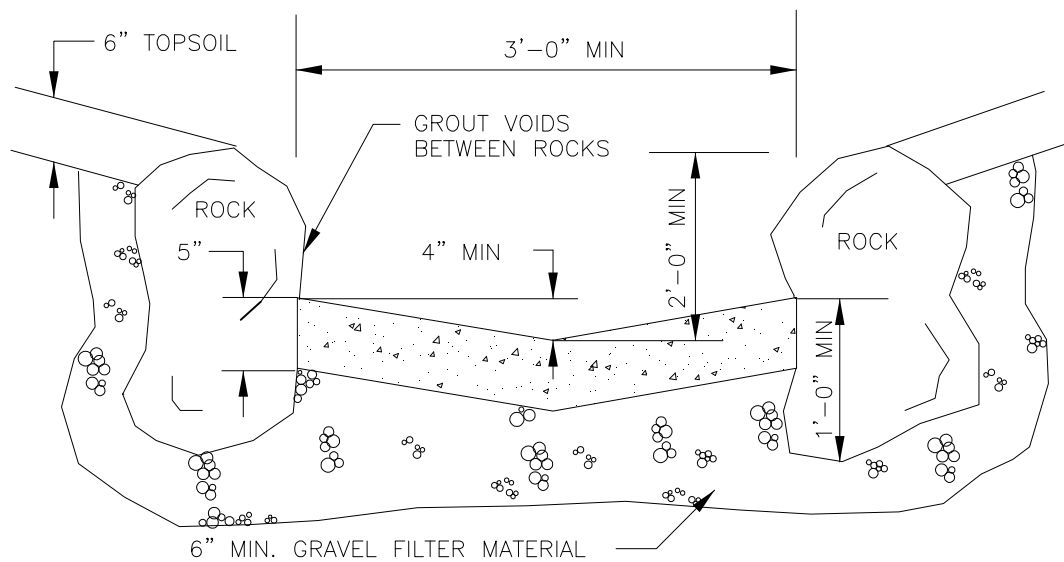 6” TOPSOIL
3’-0” MIN
GROUT VOIDS
BETWEEN ROCKS
ROCK
2’-0” MIN
ROCK
5”
4” MIN
1’-0” MIN
6” MIN. GRAVEL FILTER MATERIAL